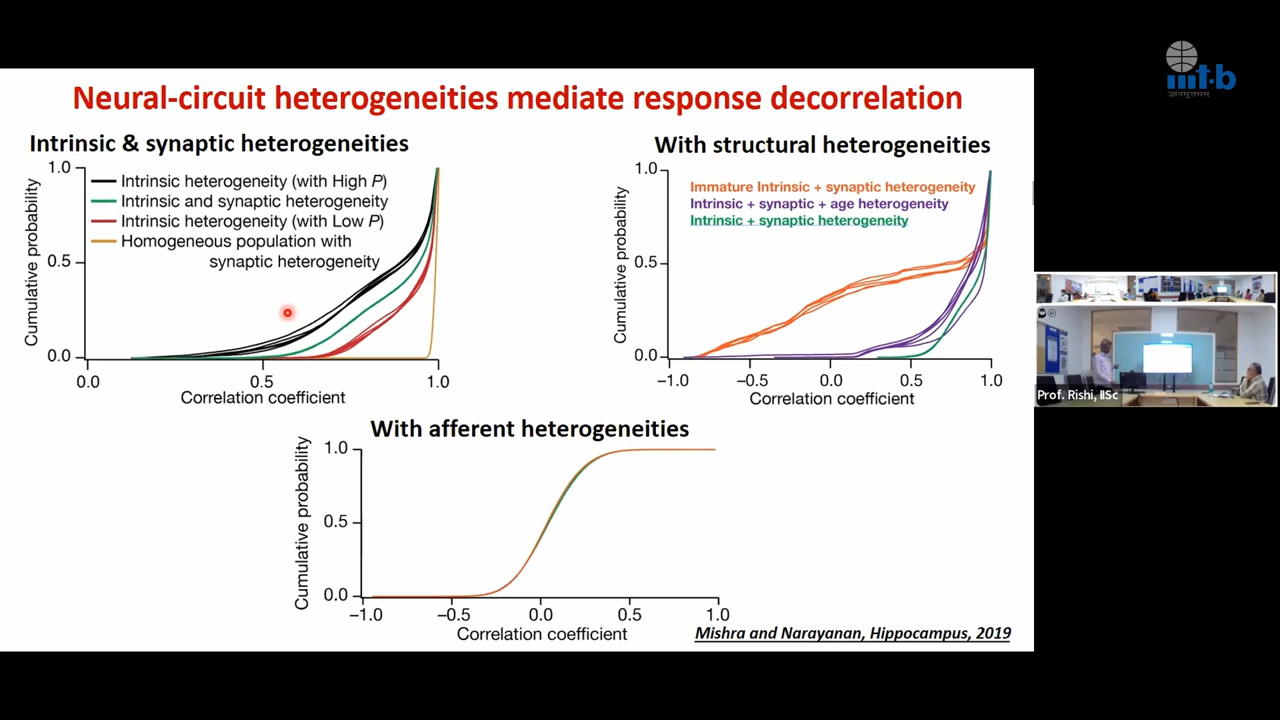 Neural-circuit heterogeneities mediate response decorrelation
Intrinsic & synaptic heterogeneities
1.0
0.5
0.0
Cumulative probability
Intrinsic heterogeneity (with High P)
Intrinsic and synaptic heterogeneity
Intrinsic heterogeneity (with Low P)
Homogeneous population with
synaptic heterogeneity
0.0 0.5 1.0
Correlation coefficient
With structural heterogeneities
1.0
0.5
0.0
Cumulative probability
Immature Intrinsic + synaptic heterogeneity
Intrinsic + synaptic + age heterogeneity
Intrinsic + synaptic heterogeneity
−1.0 −0.5 0.0 0.5 1.0
Correlation coefficient
With afferent heterogeneities
1.0
0.5
0.0
Cumulative probability
−1.0 −0.5 0.0 0.5 1.0
Correlation coefficient
Mishra and Narayanan, Hippocampus, 2019
iiit-b
ज्ञानमुत्तमम्
Prof. Rishi, IISc